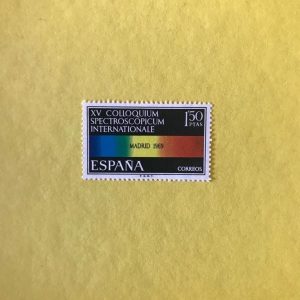 XV COLLOQUIUM
SPECTROSCOPICUM
INTERNATIONALE
1,50
PTAS
MADRID 1969
ESPAÑA
CORREOS